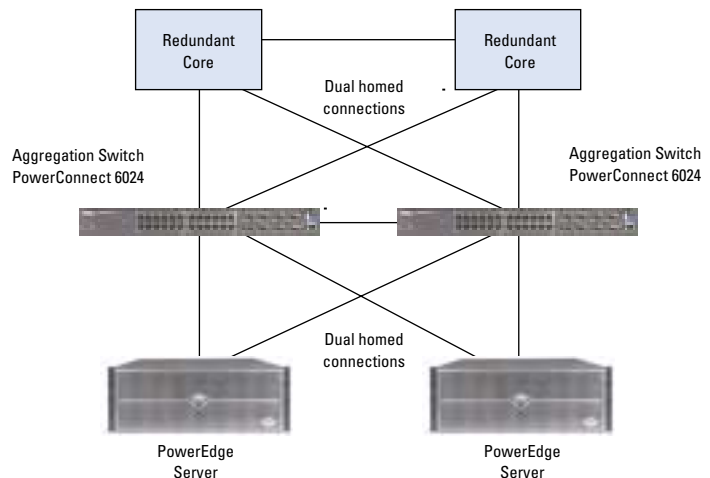 Redundant
Core
Redundant
Core
Dual homed
connections
Aggregation Switch
PowerConnect 6024
Aggregation Switch
PowerConnect 6024
Dual homed
connections
PowerEdge
Server
PowerEdge
Server